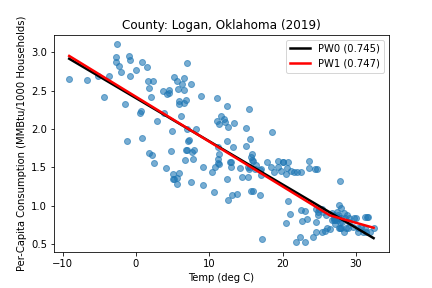 County: Logan, Oklahoma (2019)
PW0 (0.745)
PW1 (0.747)
Per-Capita Consumption (MMBtu/1000 Households)
3.0
2.5
2.0
1.5
1.0
0.5
−10
0
10
20
30
Temp (deg C)